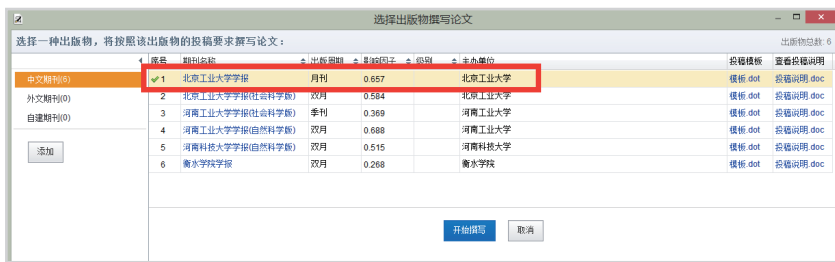 选择出版物撰写论文
选择一种出版物，将按照该出版物的投稿要求撰写论文： 出版物总数: 6
序号 期刊名称 出版周期 影响因子 级别 主办单位 投稿模板 查看投稿说明
中文期刊(6)
外文期刊(0)
自建期刊(0)
添加
1 北京工业大学学报 月刊 0.657 北京工业大学 模板.dot 投稿说明.doc
2 北京工业大学学报(社会科学版) 双月 0.584 北京工业大学 模板.dot 投稿说明.doc
3 河南工业大学学报(社会科学版) 季刊 0.369 河南工业大学 模板.dot 投稿说明.doc
4 河南工业大学学报(自然科学版) 双月 0.688 河南工业大学 模板.dot 投稿说明.doc
5 河南科技大学学报(自然科学版) 双月 0.515 河南科技大学 模板.dot 投稿说明.doc
6 衡水学院学报 双月 0.268 衡水学院 模板.dot 投稿说明.doc
开始撰写 取消